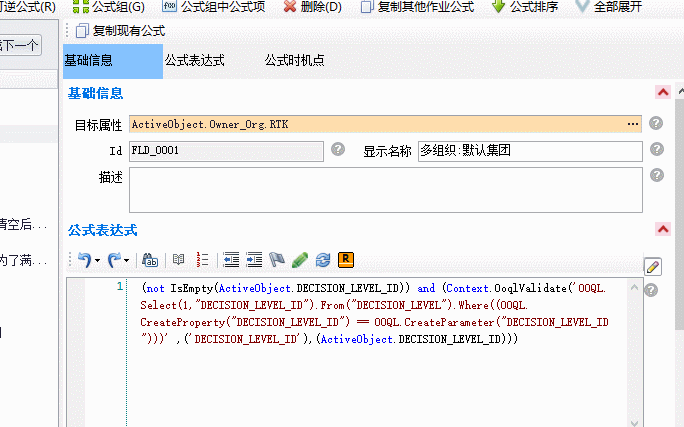 逆公式(R) 公式组(G) 公式组中公式项 删除(D) 复制其他作业公式 公式排序 全部展开
下一个
复制现有公式
基础信息 公式表达式 公式时机点
基础信息
目标属性 ActiveObject.Owner_Org.RTK ...
Id FLD_0001 显示名称 多组织:默认集团
描述
清空后...
公式表达式
为了满...
1 (not IsEmpty(ActiveObject.DECISION_LEVEL_ID)) and (Context.OoqlValidate('OOQL.
Select(1,"DECISION_LEVEL_ID").From("DECISION_LEVEL").Where((OOQL.
CreateProperty("DECISION_LEVEL_ID") == OOQL.CreateParameter("DECISION_LEVEL_ID
")))' ,('DECISION_LEVEL_ID'),(ActiveObject.DECISION_LEVEL_ID)))